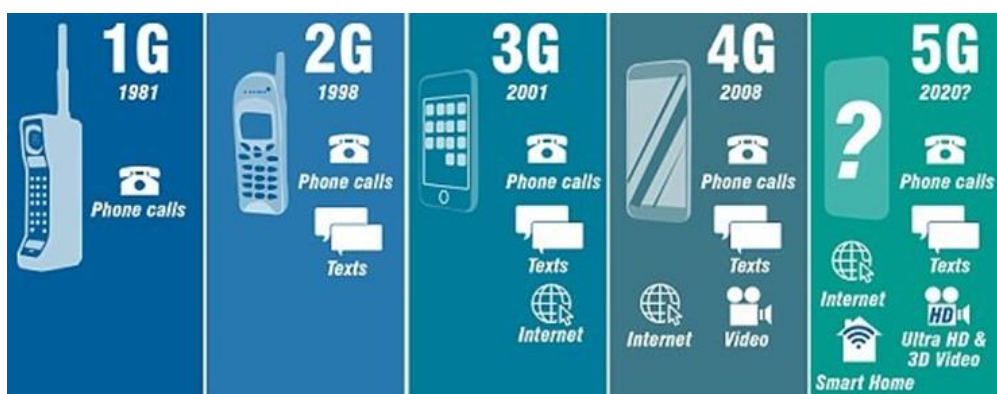 1G
1981
Phone calls
2G
1998
Phone calls
Texts
3G
2001
Phone calls
Texts
Internet
4G
2008
Phone calls
Texts
Internet
Video
5G
2020?
?
Phone calls
Texts
Internet
HD
Ultra HD &
3D Video
Smart Home